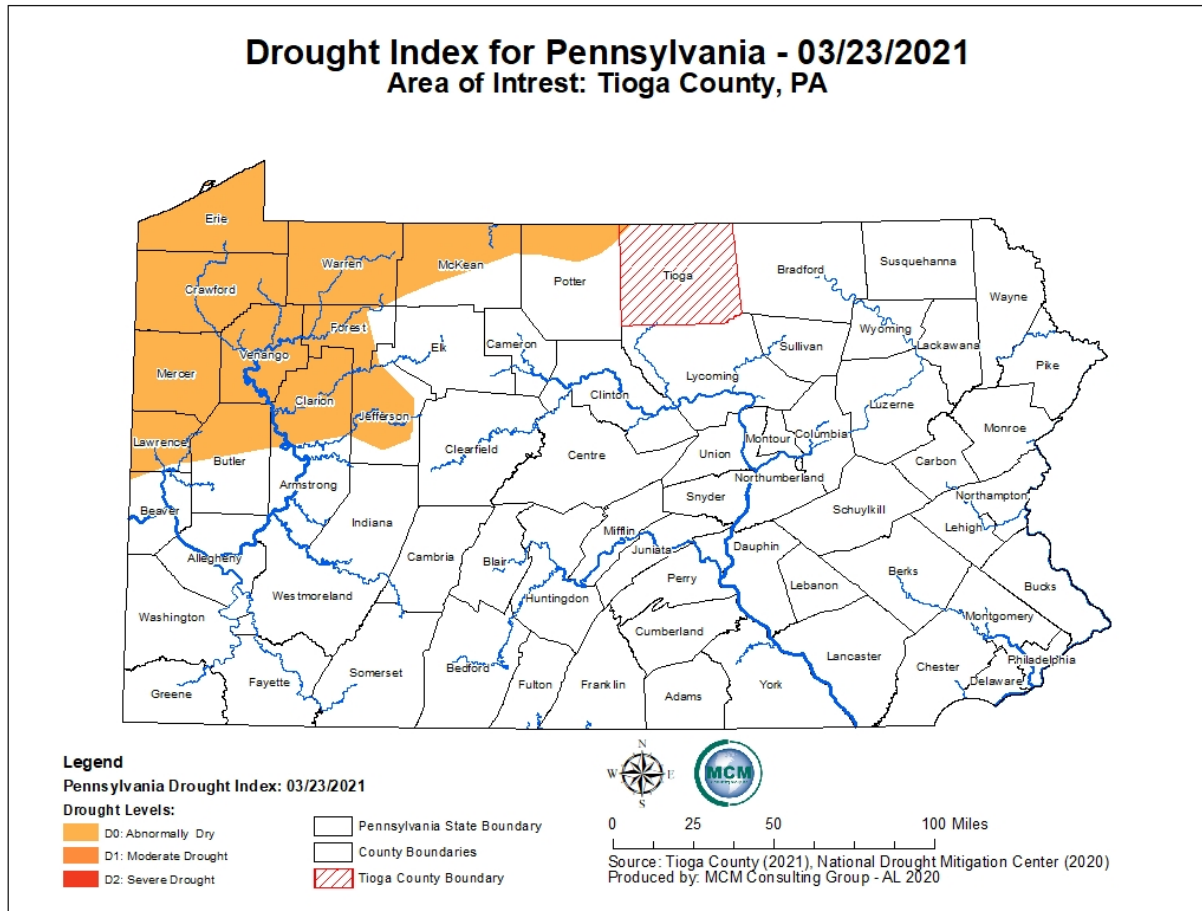 Drought Index for Pennsylvania - 03/23/2021
Area of Intrest: Tioga County, PA
Erie
Warren
McKean
Potter
Tioga
Bradford
Susquehanna
Wayne
Crawford
Forest
Elk
Cameron
Sullivan
Wyoming
Lackawana
Pike
Mercer
Venango
Clarion
Jefferson
Clinton
Lycoming
Luzerne
Monroe
Lawrence
Butler
Armstrong
Clearfield
Centre
Union
Montour
Columbia
Carbon
Northumberland
Snyder
Schuylkill
Northampton
Lehigh
Beaver
Indiana
Allegheny
Cambria
Blair
Mifflin
Juniata
Dauphin
Perry
Lebanon
Berks
Bucks
Westmoreland
Huntingdon
Washington
Cumberland
Montgomery
Somerset
Bedford
Lancaster
Chester
Philadelphia
Delaware
Greene
Fayette
Fulton
Franklin
Adams
York
Legend
Pennsylvania Drought Index: 03/23/2021
Drought Levels:
D0: Abnormally Dry
D1: Moderate Drought
D2: Severe Drought
Pennsylvania State Boundary
County Boundaries
Tioga County Boundary
N
W
E
S
MCM
0 25 50 100 Miles
Source: Tioga County (2021), National Drought Mitigation Center (2020)
Produced by: MCM Consulting Group - AL 2020